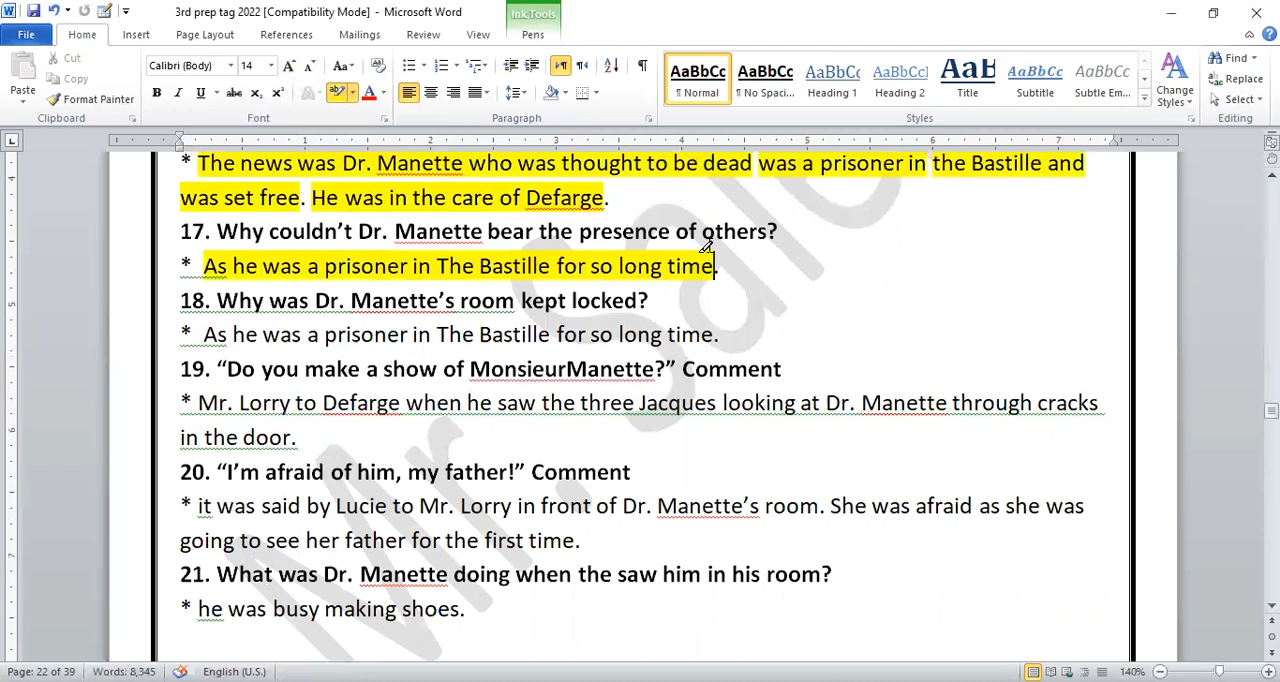 3rd prep tag 2022 [Compatibility Mode] - Microsoft Word
Ink Tools
File Home Insert Page Layout References Mailings Review View Pens
Paste
Cut
Copy
Format Painter
Clipboard
Calibri (Body) 14
Font
Paragraph
AaBbCc AaBbCc AaBbCc AaBbCc AaB AaBbCc AaBbCc
¶ Normal ¶ No Spaci... Heading 1 Heading 2 Title Subtitle Subtle Em...
Styles
Change Styles
Find
Replace
Select
Editing
1 2 3 4 5 6 7
* The news was Dr. Manette who was thought to be dead was a prisoner in the Bastille and
was set free. He was in the care of Defarge.
17. Why couldn’t Dr. Manette bear the presence of others?
* As he was a prisoner in The Bastille for so long time.
18. Why was Dr. Manette’s room kept locked?
* As he was a prisoner in The Bastille for so long time.
19. “Do you make a show of MonsieurManette?” Comment
* Mr. Lorry to Defarge when he saw the three Jacques looking at Dr. Manette through cracks
in the door.
20. “I’m afraid of him, my father!” Comment
* it was said by Lucie to Mr. Lorry in front of Dr. Manette’s room. She was afraid as she was
going to see her father for the first time.
21. What was Dr. Manette doing when the saw him in his room?
* he was busy making shoes.
Page: 22 of 39 Words: 8,345 English (U.S.) 140%